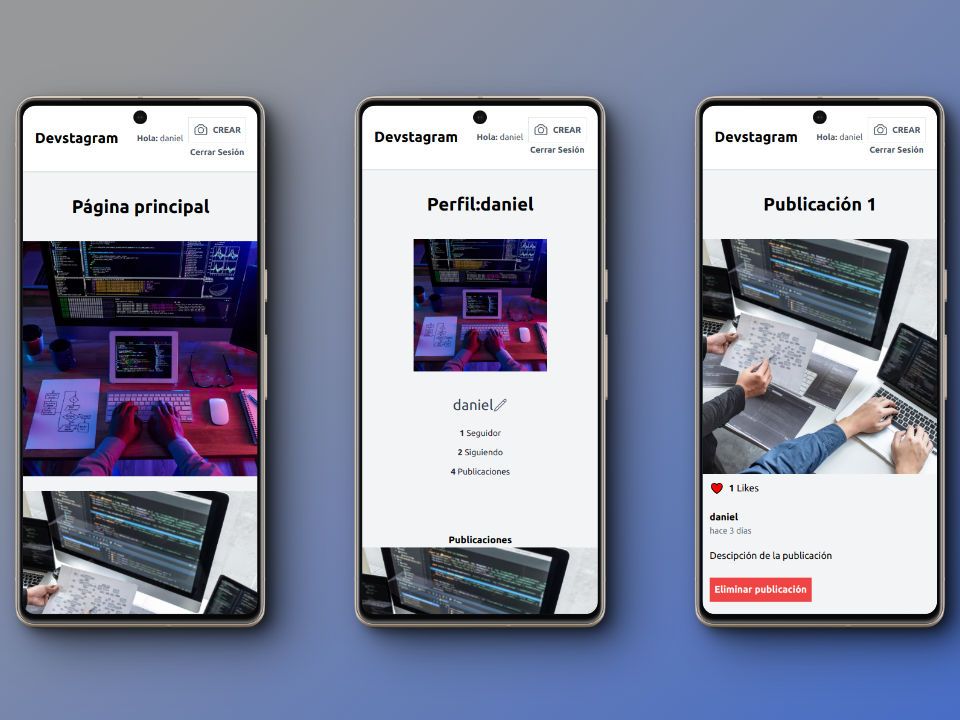 Devstagram
Hola: daniel
CREAR
Cerrar Sesión
Página principal
Devstagram
Hola: daniel
CREAR
Cerrar Sesión
Perfil:daniel
daniel
1 Seguidor
2 Siguiendo
4 Publicaciones
Publicaciones
Devstagram
Hola: daniel
CREAR
Cerrar Sesión
Publicación 1
1 Likes
daniel
hace 3 días
Descipción de la publicación
Eliminar publicación